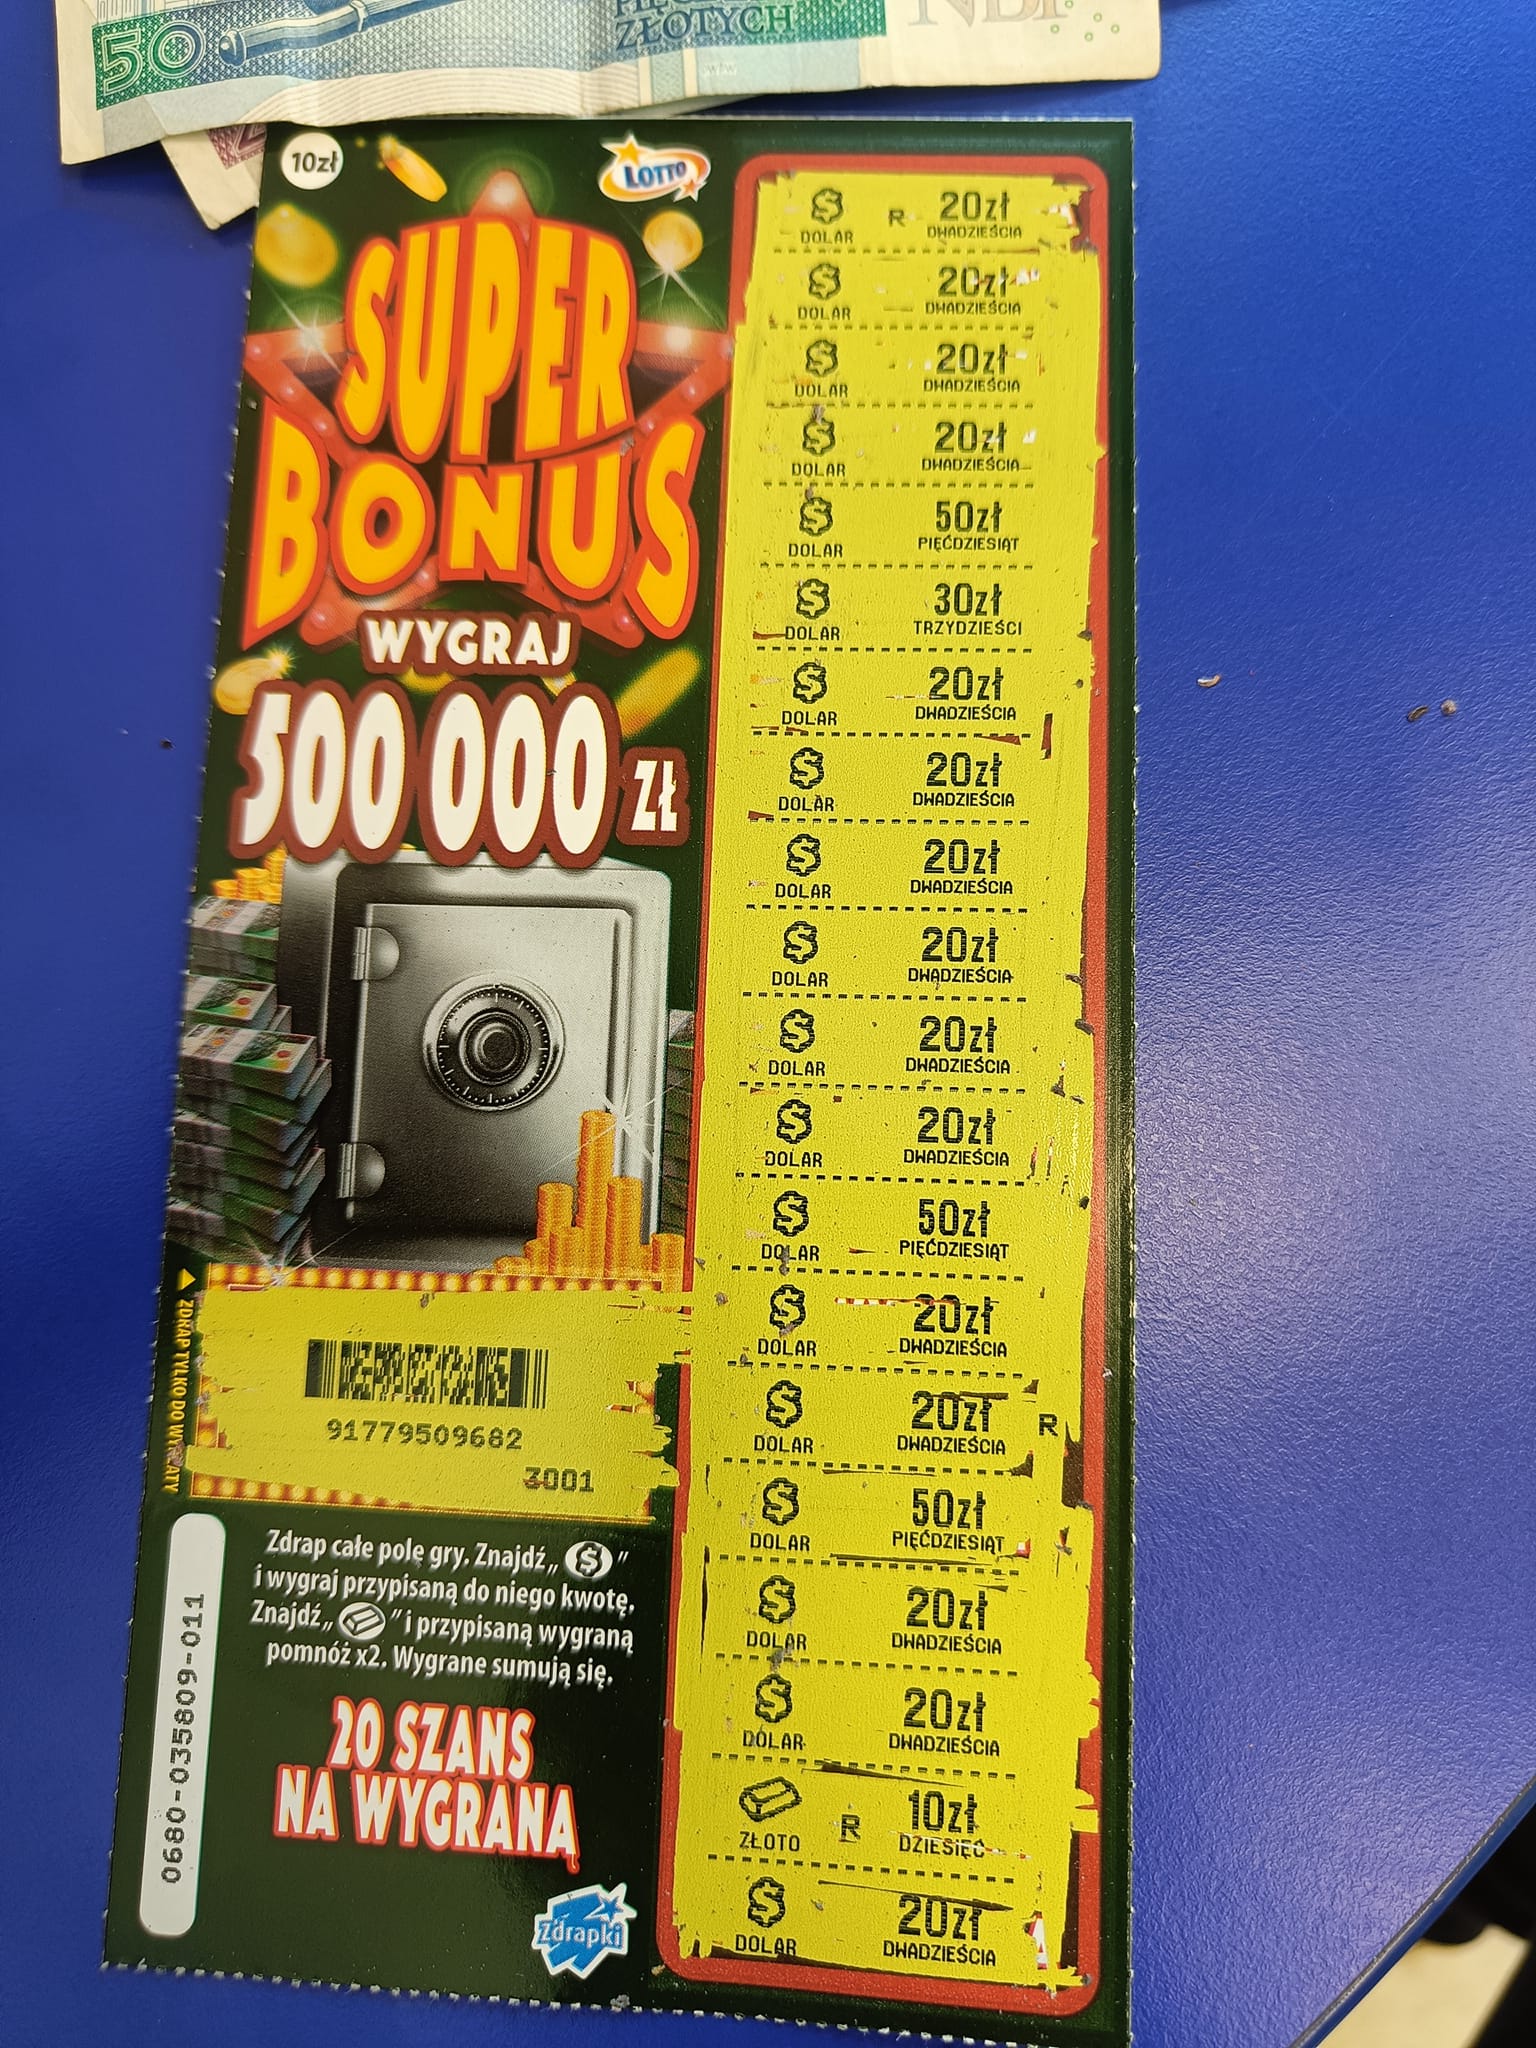 50
ZŁOTYCH
10zł
LOTTO
SUPER
BONUS
WYGRAJ
500 000 ZŁ
ZDRAP TYLKO DO WYPŁATY
91779509682
3001
Zdrap całe pole gry. Znajdź „ $ ”
i wygraj przypisaną do niego kwotę.
Znajdź „ ” i przypisaną wygraną
pomnóż x2. Wygrane sumują się.
20 SZANS
NA WYGRANĄ
Zdrapki
0680-035809-011
$ R 20zł
DOLAR DWADZIEŚCIA
$ 20zł
DOLAR DWADZIEŚCIA
$ 20zł
DOLAR DWADZIEŚCIA
$ 20zł
DOLAR DWADZIEŚCIA
$ 50zł
DOLAR PIĘĆDZIESIĄT
$ 30zł
DOLAR TRZYDZIEŚCI
$ 20zł
DOLAR DWADZIEŚCIA
$ 20zł
DOLAR DWADZIEŚCIA
$ 20zł
DOLAR DWADZIEŚCIA
$ 20zł
DOLAR DWADZIEŚCIA
$ 20zł
DOLAR DWADZIEŚCIA
$ 20zł
DOLAR DWADZIEŚCIA
$ 50zł
DOLAR PIĘĆDZIESIĄT
$ 20zł
DOLAR DWADZIEŚCIA
$ 20zł R
DOLAR DWADZIEŚCIA
$ 50zł
DOLAR PIĘĆDZIESIĄT
$ 20zł
DOLAR DWADZIEŚCIA
$ 20zł
DOLAR DWADZIEŚCIA
R 10zł
ZŁOTO DZIESIĘĆ
$ 20zł
DOLAR DWADZIEŚCIA